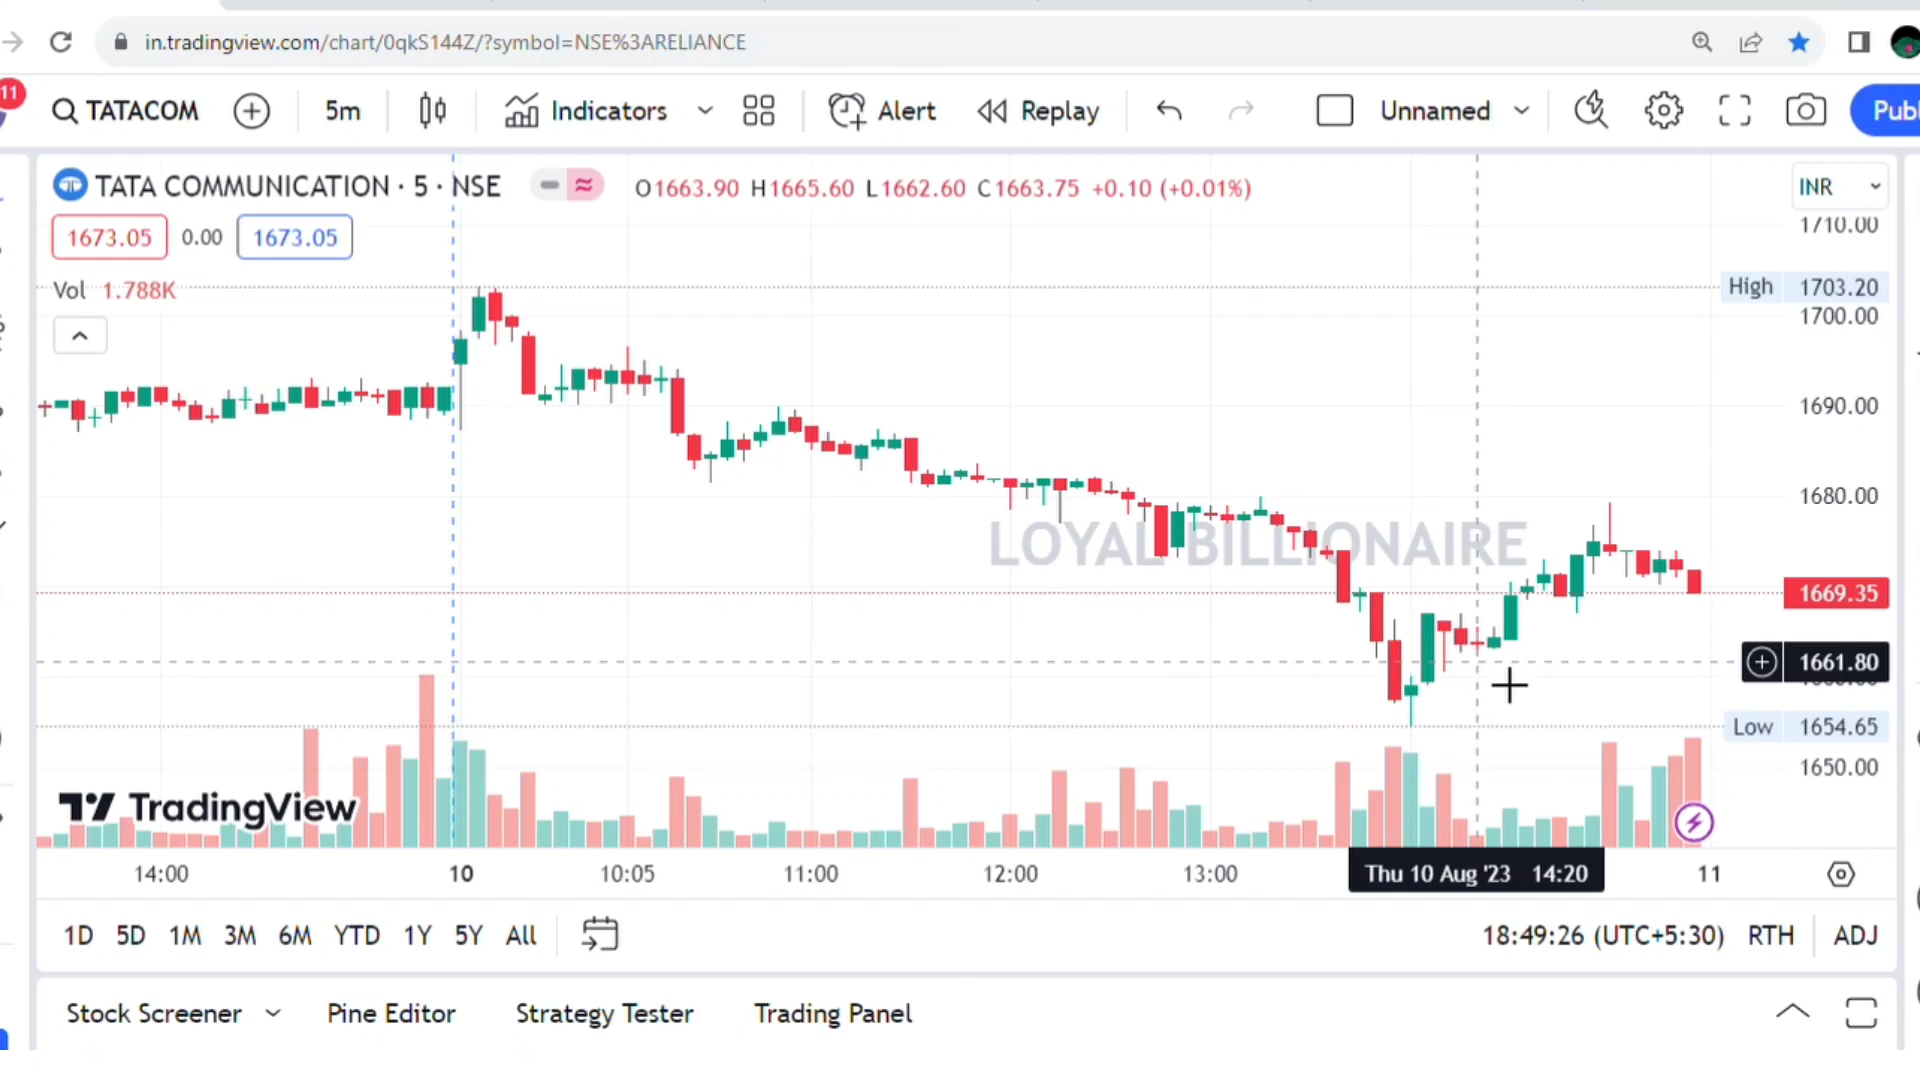 in.tradingview.com/chart/0qkS144Z/?symbol=NSE%3ARELIANCE
11 TATACOM 5m Indicators Alert Replay Unnamed Publ
TATA COMMUNICATION · 5 · NSE O1663.90 H1665.60 L1662.60 C1663.75 +0.10 (+0.01%) INR
1710.00
1673.05 0.00 1673.05
Vol 1.788K
High 1703.20
1700.00
1690.00
1680.00
LOYAL BILLIONAIRE
1669.35
1661.80
Low 1654.65
1650.00
TradingView
14:00 10 10:05 11:00 12:00 13:00 Thu 10 Aug '23 14:20 11
1D 5D 1M 3M 6M YTD 1Y 5Y All 18:49:26 (UTC+5:30) RTH ADJ
Stock Screener Pine Editor Strategy Tester Trading Panel